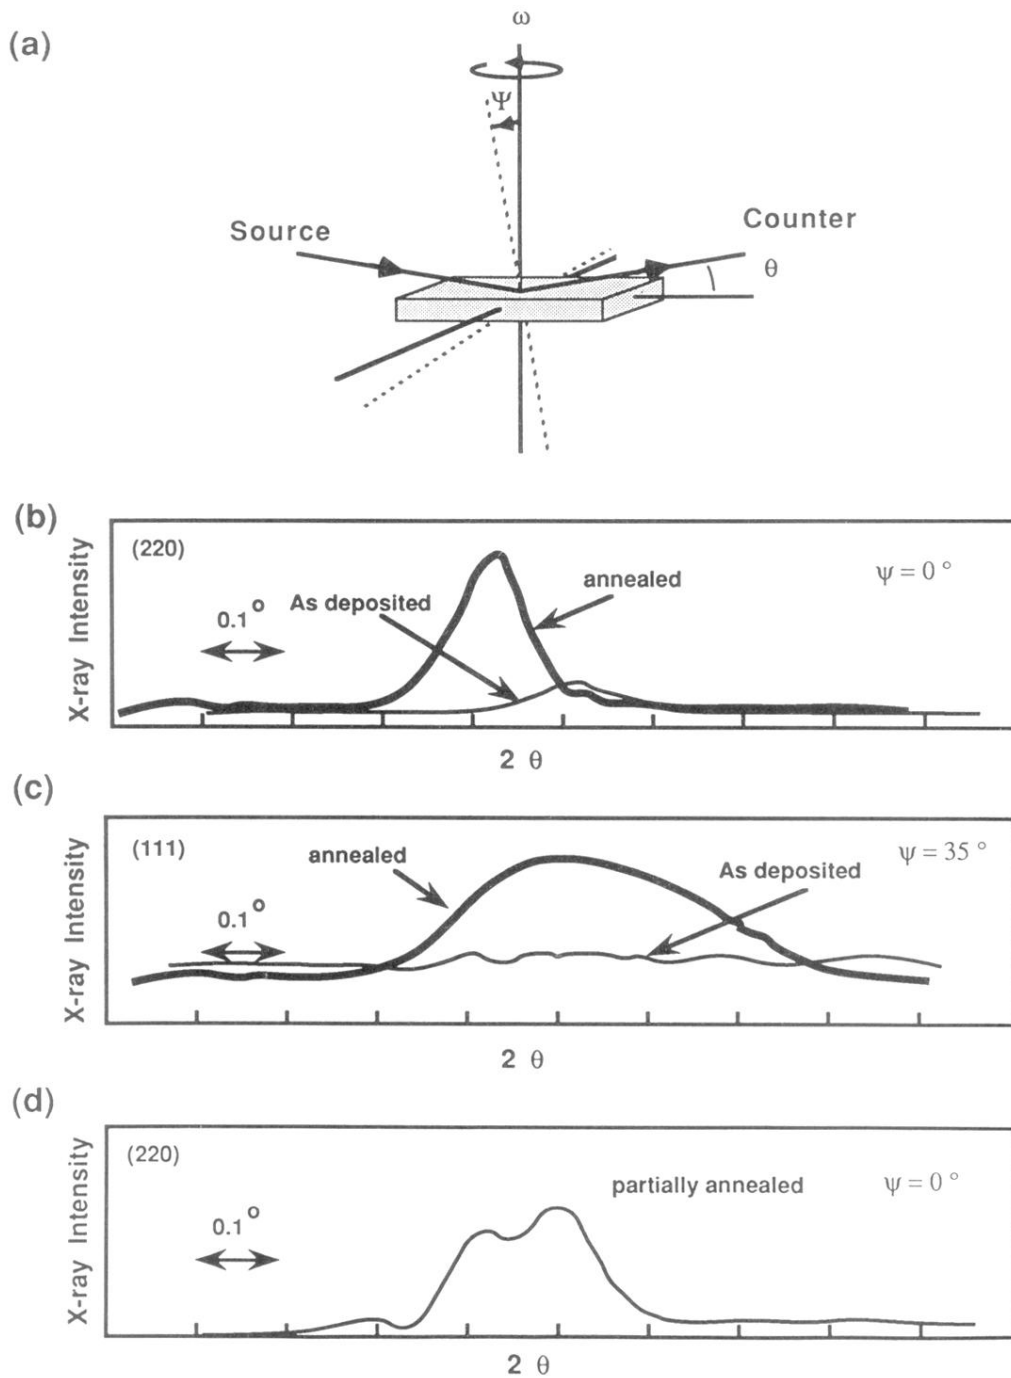 (a)
ω
Ψ
Source
Counter
θ
(b)
X-ray Intensity
(220)
ψ = 0 °
annealed
As deposited
0.1 °
2 θ
(c)
X-ray Intensity
(111)
ψ = 35 °
annealed
As deposited
0.1 °
2 θ
(d)
X-ray Intensity
(220)
ψ = 0 °
partially annealed
0.1 °
2 θ